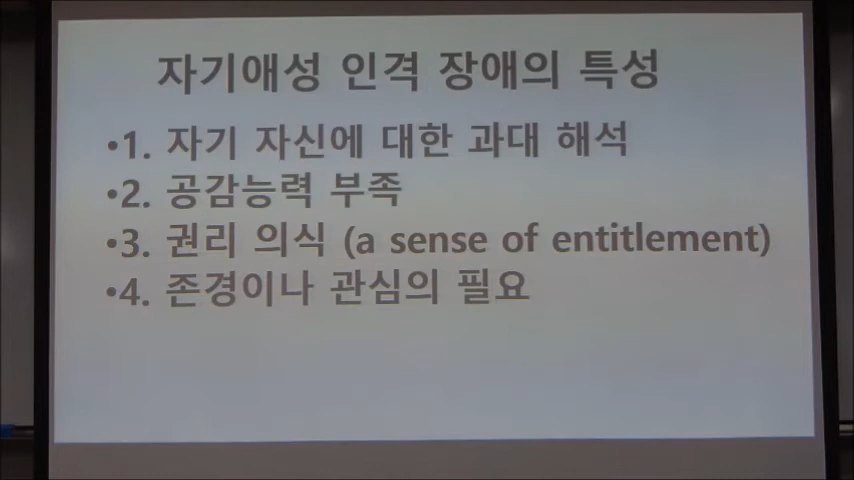 자기애성 인격 장애의 특성
•1. 자기 자신에 대한 과대 해석
•2. 공감능력 부족
•3. 권리 의식 (a sense of entitlement)
•4. 존경이나 관심의 필요